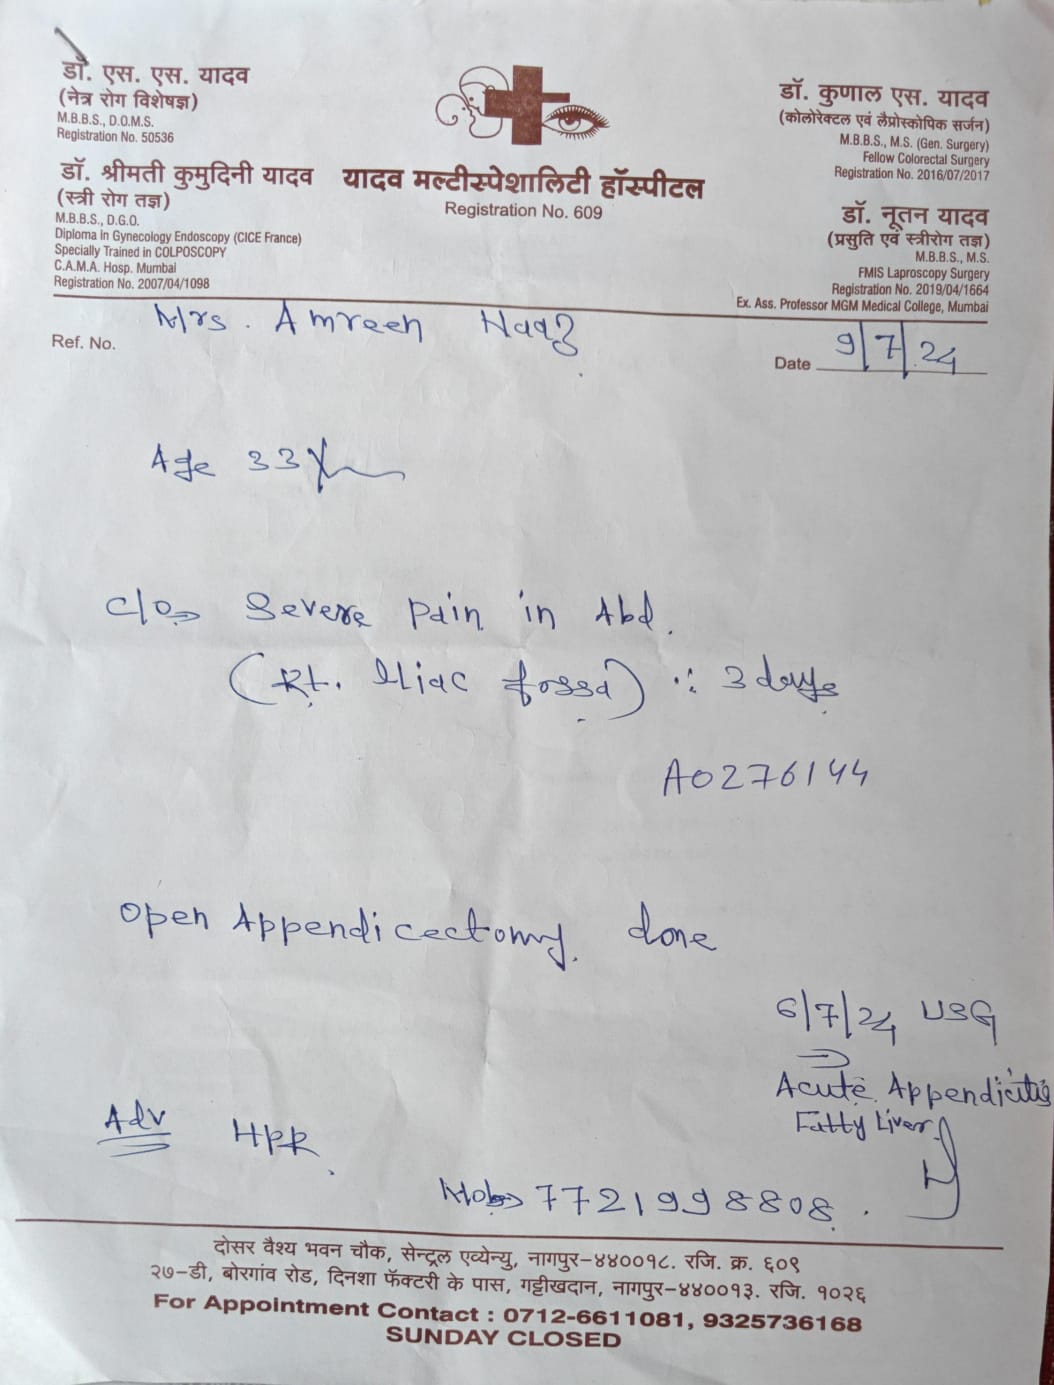 डॉ. एस. एस. यादव
(नेत्र रोग विशेषज्ञ)
M.B.B.S., D.O.M.S.
Registration No. 50536
डॉ. श्रीमती कुमुदिनी यादव
(स्त्री रोग तज्ञ)
M.B.B.S., D.G.O.
Diploma in Gynecology Endoscopy (CICE France)
Specially Trained in COLPOSCOPY
C.A.M.A. Hosp. Mumbai
Registration No. 2007/04/1098
यादव मल्टीस्पेशालिटी हॉस्पीटल
Registration No. 609
डॉ. कुणाल एस. यादव
(कोलोरेक्टल एवं लॅप्रोस्कोपिक सर्जन)
M.B.B.S., M.S. (Gen. Surgery)
Fellow Colorectal Surgery
Registration No. 2016/07/2017
डॉ. नूतन यादव
(प्रसुति एवं स्त्रीरोग तज्ञ)
M.B.B.S., M.S.
FMIS Laproscopy Surgery
Registration No. 2019/04/1664
Ex. Ass. Professor MGM Medical College, Mumbai
Mrs. Amreen Naaz
Ref. No.
Date 9/7/24
Age 33
c/o Severe Pain in Abd.
(Rt. Iliac fossa) ∴ 3 days
A0276144
Open Appendicectomy done
6/7/24 USG
⇒
Acute Appendicitis
Fatty Liver
Adv HPR
Mob 7721998808.
दोसर वैश्य भवन चौक, सेन्ट्रल एव्येन्यु, नागपुर-४४००१८. रजि. क्र. ६०९
२७-डी, बोरगांव रोड, दिनशा फॅक्टरी के पास, गट्टीखदान, नागपुर-४४००१३. रजि. १०२६
For Appointment Contact : 0712-6611081, 9325736168
SUNDAY CLOSED